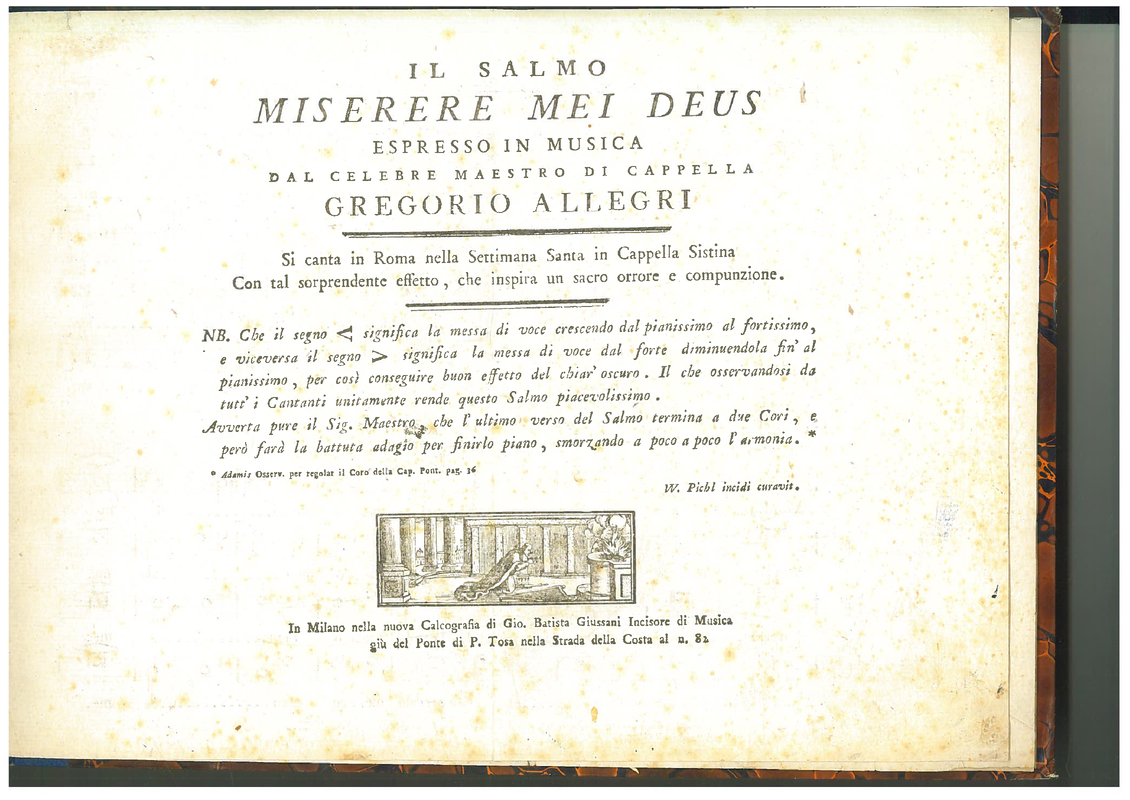 IL SALMO
MISERERE MEI DEUS
ESPRESSO IN MUSICA
DAL CELEBRE MAESTRO DI CAPPELLA
GREGORIO ALLEGRI
Si canta in Roma nella Settimana Santa in Cappella Sistina
Con tal sorprendente effetto, che inspira un sacro orrore e compunzione.
NB. Che il segno < significa la messa di voce crescendo dal pianissimo al fortissimo,
e viceversa il segno > significa la messa di voce dal forte diminuendola fin' al
pianissimo, per così conseguire buon effetto del chiar' oscuro. Il che osservandosi da
tutt' i Cantanti unitamente rende questo Salmo piacevolissimo.
Avverta pure il Sig. Maestro, che l'ultimo verso del Salmo termina a due Cori, e
però farà la battuta adagio per finirlo piano, smorzando a poco a poco l'armonia. *
* Adamis Osserv. per regolar il Coro della Cap. Pont. pag. 36
W. Pichl incidi curavit.
In Milano nella nuova Calcografia di Gio. Batista Giussani Incisore di Musica
giù del Ponte di P. Tosa nella Strada della Costa al n. 82